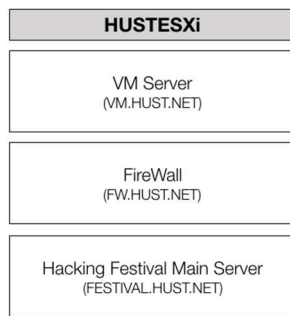 HUSTESXi
VM Server
(VM.HUST.NET)
FireWall
(FW.HUST.NET)
Hacking Festival Main Server
(FESTIVAL.HUST.NET)